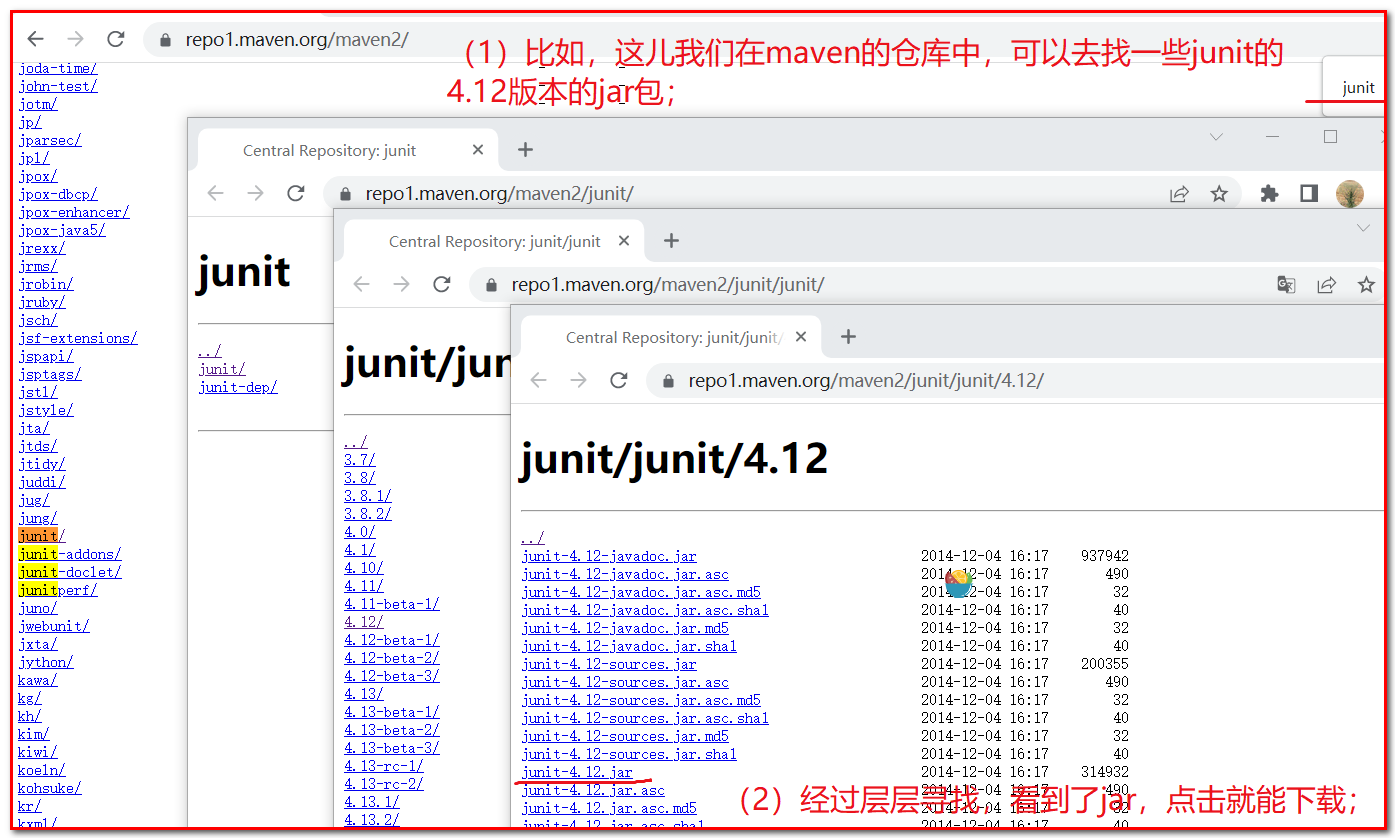 repo1.maven.org/maven2/
（1）比如，这儿我们在maven的仓库中，可以去找一些junit的
4.12版本的jar包；
junit
joda-time/
john-test/
jotm/
jp/
jparsec/
jpl/
jpox/
jpox-dbcp/
jpox-enhancer/
jpox-java5/
jrexx/
jrms/
jrobin/
jruby/
jsch/
jsf-extensions/
jspapi/
jsptags/
jstl/
jstyle/
jta/
jtds/
jtidy/
juddi/
jug/
jung/
junit/
junit-addons/
junit-doclet/
junitperf/
juno/
jwebunit/
jxta/
jython/
kawa/
kg/
kh/
kim/
kiwi/
koeln/
kohsuke/
kr/
kxml/
Central Repository: junit
repo1.maven.org/maven2/junit/
junit
../
junit/
junit-dep/
Central Repository: junit/junit
repo1.maven.org/maven2/junit/junit/
junit/jun
../
3.7/
3.8/
3.8.1/
3.8.2/
4.0/
4.1/
4.10/
4.11/
4.11-beta-1/
4.12/
4.12-beta-1/
4.12-beta-2/
4.12-beta-3/
4.13/
4.13-beta-1/
4.13-beta-2/
4.13-beta-3/
4.13-rc-1/
4.13-rc-2/
4.13.1/
4.13.2/
Central Repository: junit/junit/
repo1.maven.org/maven2/junit/junit/4.12/
junit/junit/4.12
../
junit-4.12-javadoc.jar 2014-12-04 16:17 937942
junit-4.12-javadoc.jar.asc 2014-12-04 16:17 490
junit-4.12-javadoc.jar.asc.md5 2014-12-04 16:17 32
junit-4.12-javadoc.jar.asc.sha1 2014-12-04 16:17 40
junit-4.12-javadoc.jar.md5 2014-12-04 16:17 32
junit-4.12-javadoc.jar.sha1 2014-12-04 16:17 40
junit-4.12-sources.jar 2014-12-04 16:17 200355
junit-4.12-sources.jar.asc 2014-12-04 16:17 490
junit-4.12-sources.jar.asc.md5 2014-12-04 16:17 32
junit-4.12-sources.jar.asc.sha1 2014-12-04 16:17 40
junit-4.12-sources.jar.md5 2014-12-04 16:17 32
junit-4.12-sources.jar.sha1 2014-12-04 16:17 40
junit-4.12.jar 2014-12-04 16:17 314932
junit-4.12.jar.asc
junit-4.12.jar.asc.md5
（2）经过层层寻找，看到了jar，点击就能下载；
junit-4.12.jar.asc.sha1 2014-12-04 16:17 40